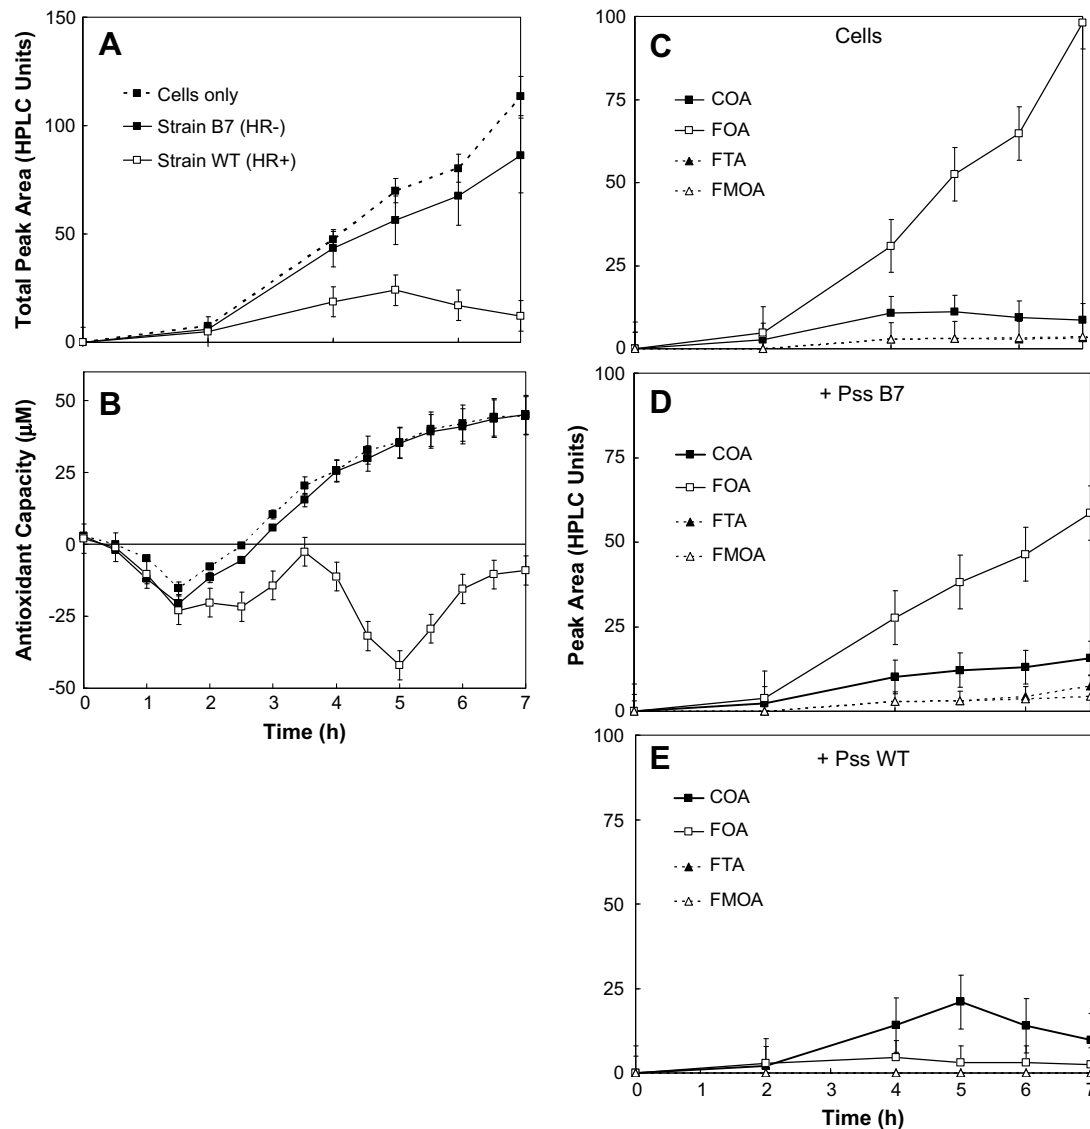 A
Total Peak Area (HPLC Units)
150
100
50
0
Cells only
Strain B7 (HR-)
Strain WT (HR+)
B
Antioxidant Capacity (µM)
50
25
0
-25
-50
0 1 2 3 4 5 6 7
Time (h)
C
Cells
100
75
50
25
0
COA
FOA
FTA
FMOA
D
+ Pss B7
Peak Area (HPLC Units)
100
75
50
25
0
COA
FOA
FTA
FMOA
E
+ Pss WT
100
75
50
25
0
COA
FOA
FTA
FMOA
0 1 2 4 5 6 7
Time (h)